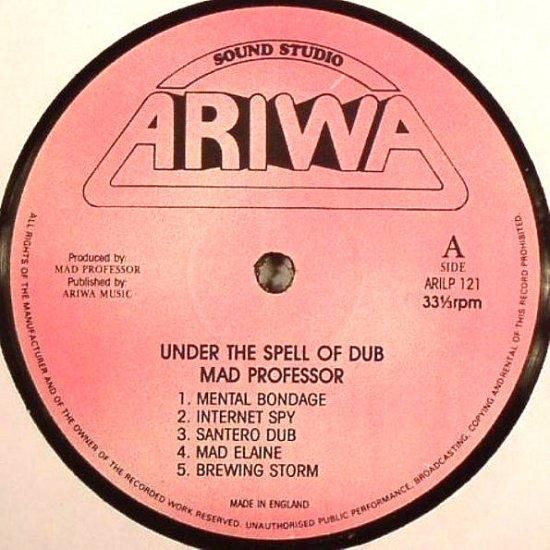 SOUND STUDIO
ARIWA
Produced by:
MAD PROFESSOR
Published by:
ARIWA MUSIC
A
SIDE
ARILP 121
33⅓rpm
UNDER THE SPELL OF DUB
MAD PROFESSOR
1. MENTAL BONDAGE
2. INTERNET SPY
3. SANTERO DUB
4. MAD ELAINE
5. BREWING STORM
MADE IN ENGLAND
ALL RIGHTS OF THE MANUFACTURER AND OF THE OWNER OF THE RECORDED WORK RESERVED. UNAUTHORISED PUBLIC PERFORMANCE, BROADCASTING, COPYING AND RENTAL OF THIS RECORD PROHIBITED.